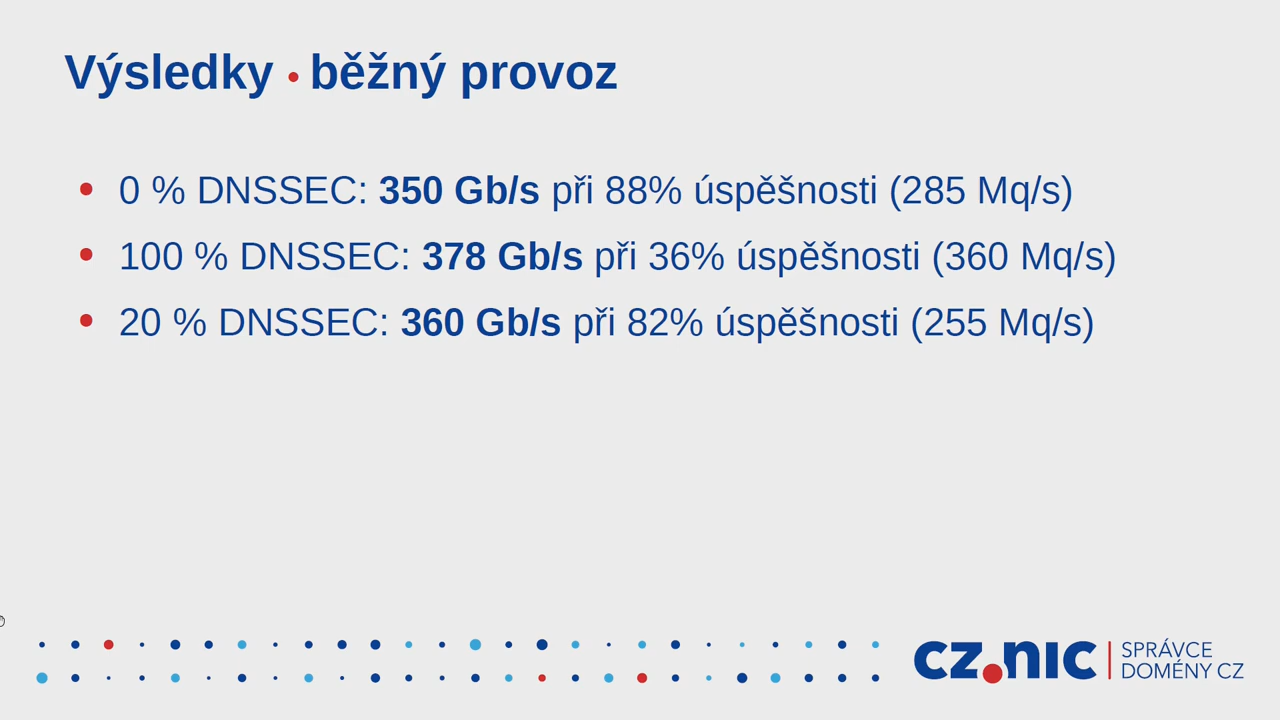 Výsledky • běžný provoz
• 0 % DNSSEC: 350 Gb/s při 88% úspěšnosti (285 Mq/s)
• 100 % DNSSEC: 378 Gb/s při 36% úspěšnosti (360 Mq/s)
• 20 % DNSSEC: 360 Gb/s při 82% úspěšnosti (255 Mq/s)
CZ.NIC | SPRÁVCE
DOMÉNY CZ